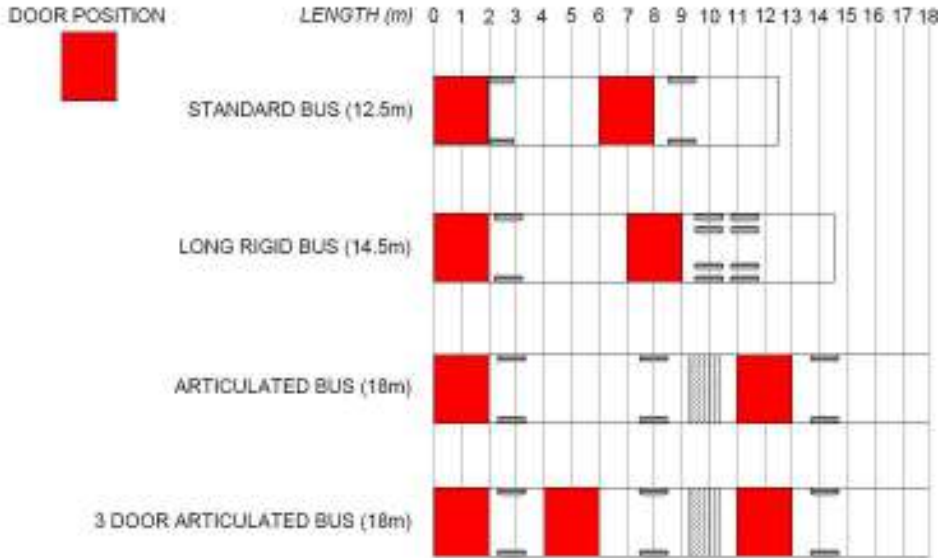 DOOR POSITION LENGTH (m) 0 1 2 3 4 5 6 7 8 9 10 11 12 13 14 15 16 17 18
STANDARD BUS (12.5m)
LONG RIGID BUS (14.5m)
ARTICULATED BUS (18m)
3 DOOR ARTICULATED BUS (18m)